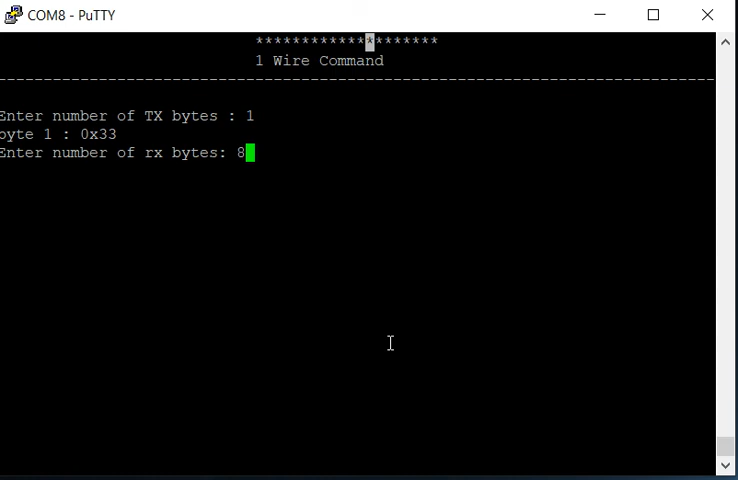 COM8 - PuTTY
********************
1 Wire Command
--------------------------------------------------------------------------------
Enter number of TX bytes : 1
byte 1 : 0x33
Enter number of rx bytes: 8